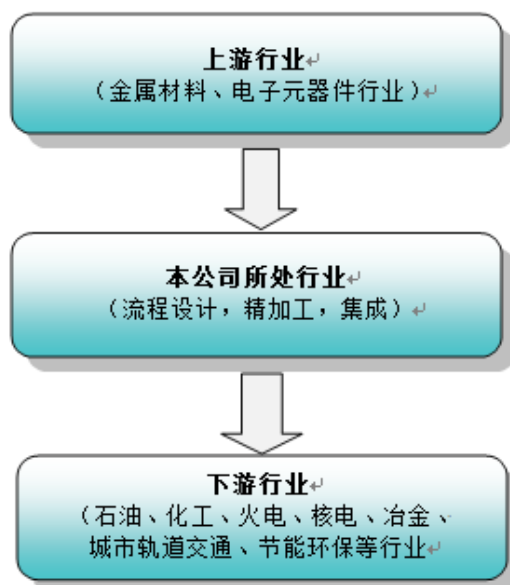 上游行业
（金属材料、电子元器件行业）
本公司所处行业
（流程设计，精加工，集成）
下游行业
（石油、化工、火电、核电、冶金、
城市轨道交通、节能环保等行业